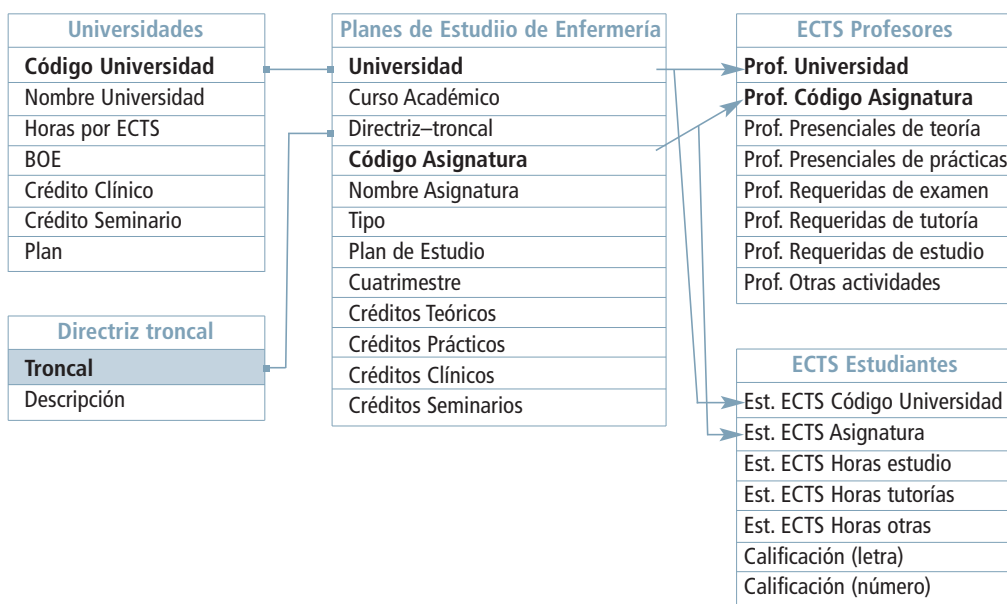 Universidades
Código Universidad
Nombre Universidad
Horas por ECTS
BOE
Crédito Clínico
Crédito Seminario
Plan
Directriz troncal
Troncal
Descripción
Planes de Estudiio de Enfermería
Universidad
Curso Académico
Directriz–troncal
Código Asignatura
Nombre Asignatura
Tipo
Plan de Estudio
Cuatrimestre
Créditos Teóricos
Créditos Prácticos
Créditos Clínicos
Créditos Seminarios
ECTS Profesores
Prof. Universidad
Prof. Código Asignatura
Prof. Presenciales de teoría
Prof. Presenciales de prácticas
Prof. Requeridas de examen
Prof. Requeridas de tutoría
Prof. Requeridas de estudio
Prof. Otras actividades
ECTS Estudiantes
Est. ECTS Código Universidad
Est. ECTS Asignatura
Est. ECTS Horas estudio
Est. ECTS Horas tutorías
Est. ECTS Horas otras
Calificación (letra)
Calificación (número)